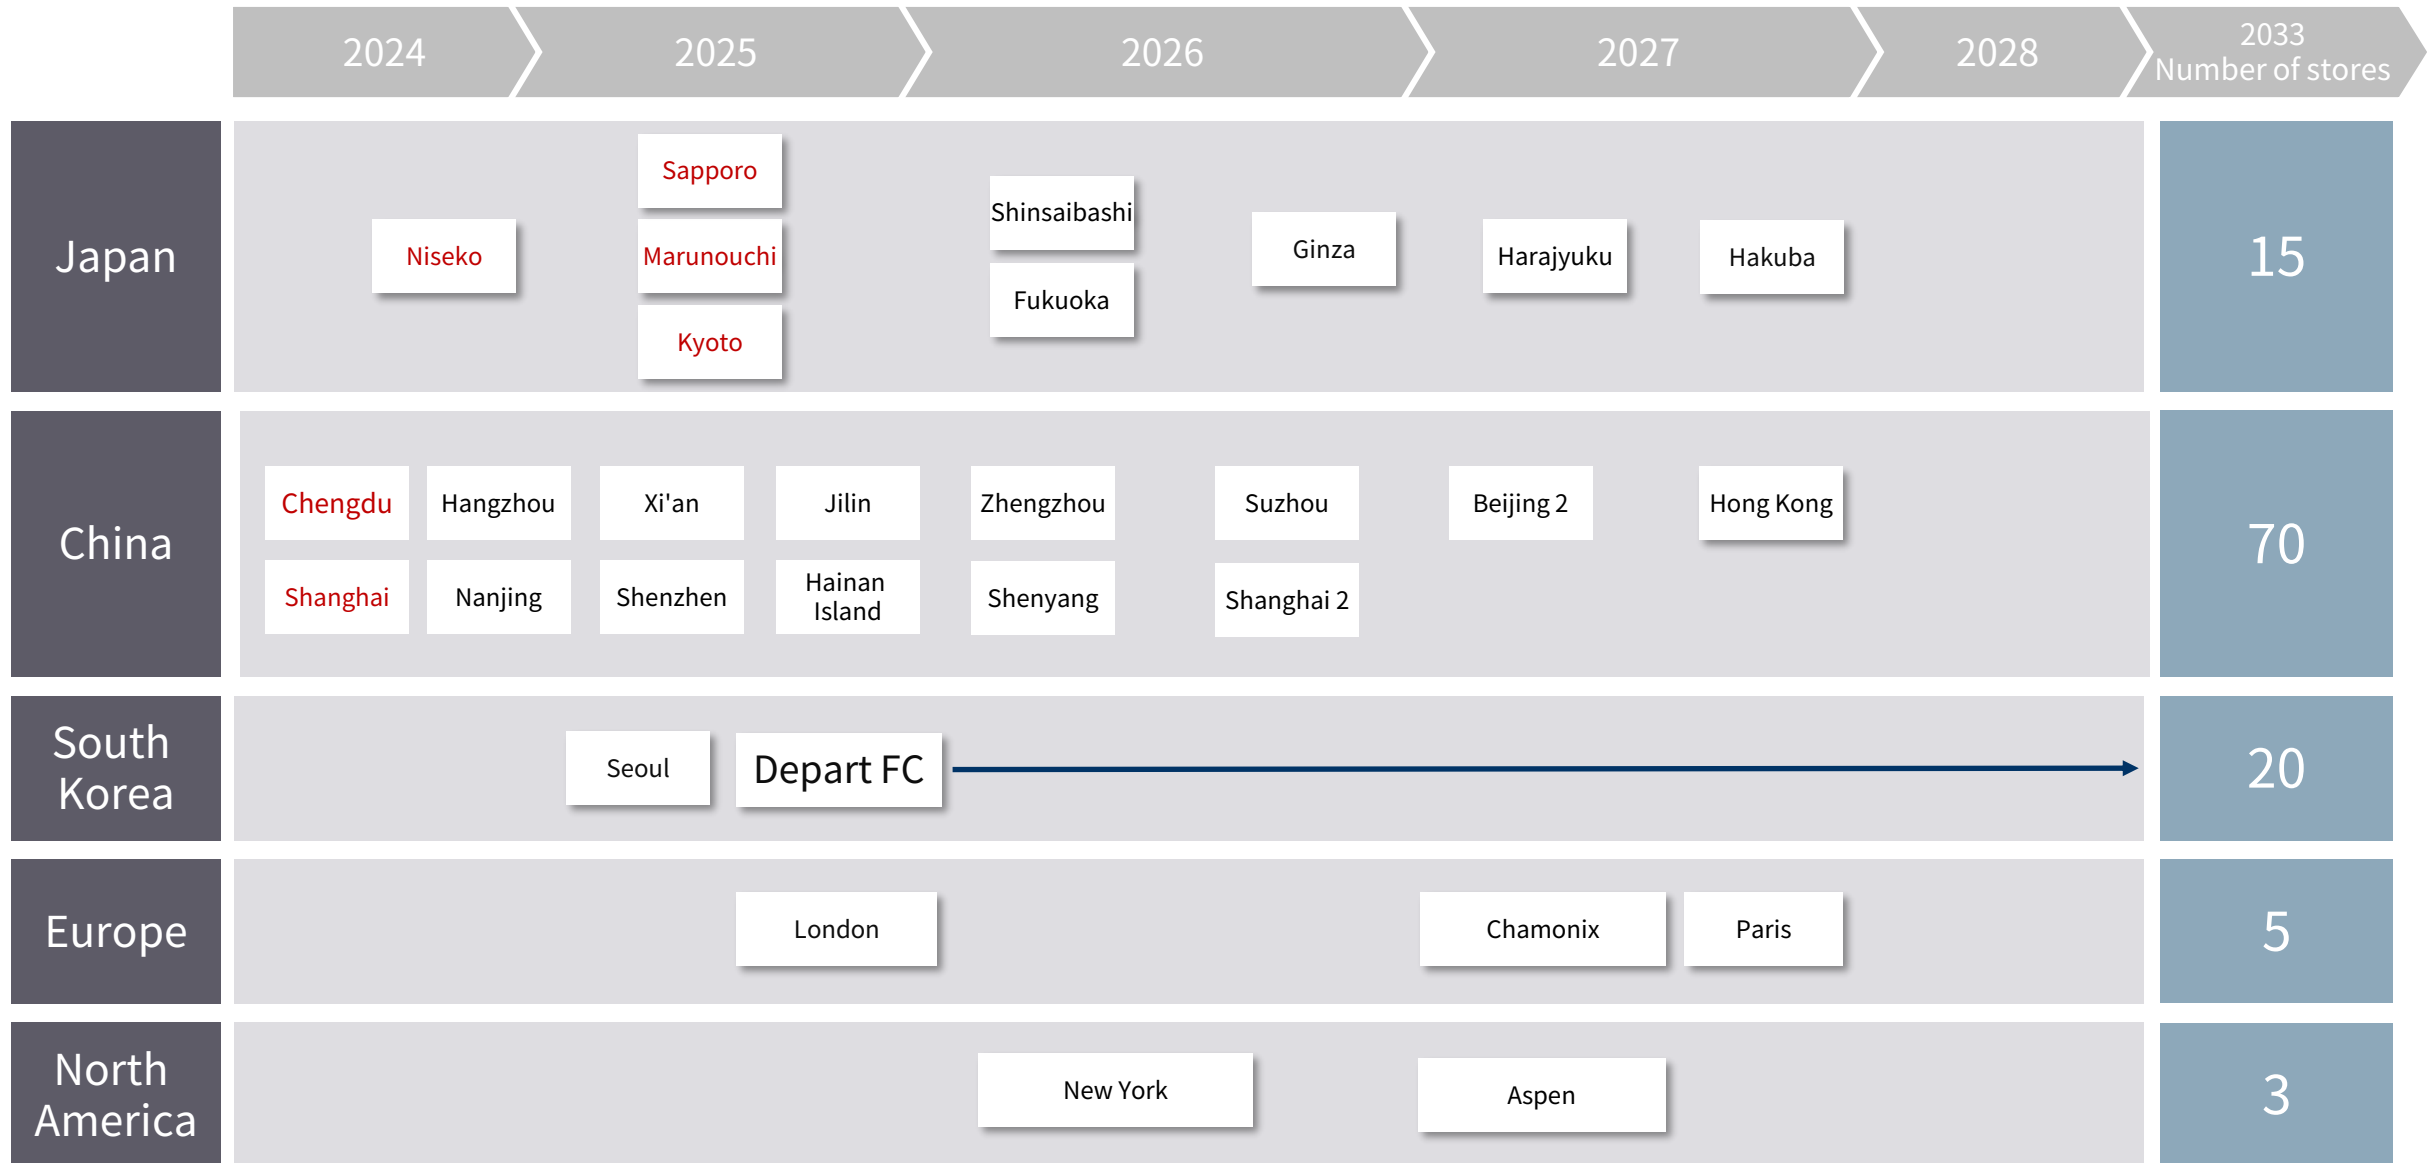 2024
2025
2026
2027
2028
2033
Number of stores
Japan
Niseko
Sapporo
Marunouchi
Kyoto
Shinsaibashi
Fukuoka
Ginza
Harajyuku
Hakuba
15
China
Chengdu
Hangzhou
Xi'an
Jilin
Zhengzhou
Suzhou
Beijing 2
Hong Kong
Shanghai
Nanjing
Shenzhen
Hainan
Island
Shenyang
Shanghai 2
70
South
Korea
Seoul
Depart FC
20
Europe
London
Chamonix
Paris
5
North
America
New York
Aspen
3